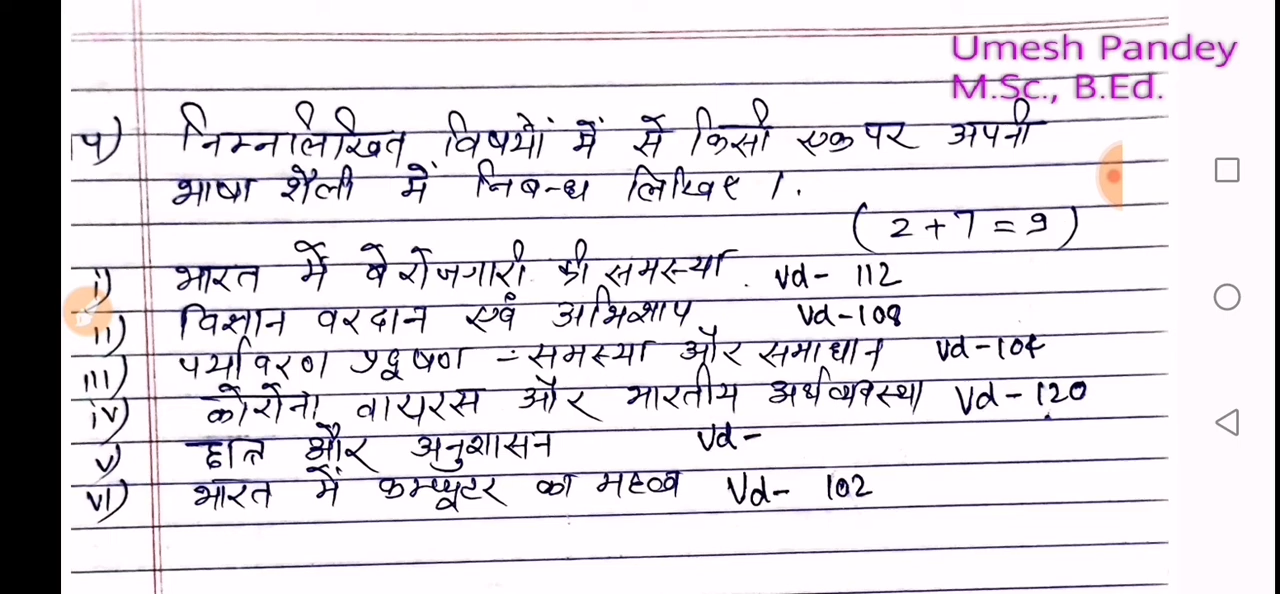 Umesh Pandey
M.Sc., B.Ed.
प) निम्नलिखित विषयों में से किसी एक पर अपनी
भाषा शैली में निबन्ध लिखिए ।.
(2+7=9)
i) भारत में बेरोजगारी की समस्या. Vd- 112
ii) विज्ञान वरदान एवं अभिशाप Vd-108
iii) पर्यावरण प्रदूषण - समस्या और समाधान Vd-104
iv) कोरोना वायरस और भारतीय अर्थव्यवस्था Vd-120
v) छात्र और अनुशासन Vd-
vi) भारत में कम्प्यूटर का महत्व Vd- 102